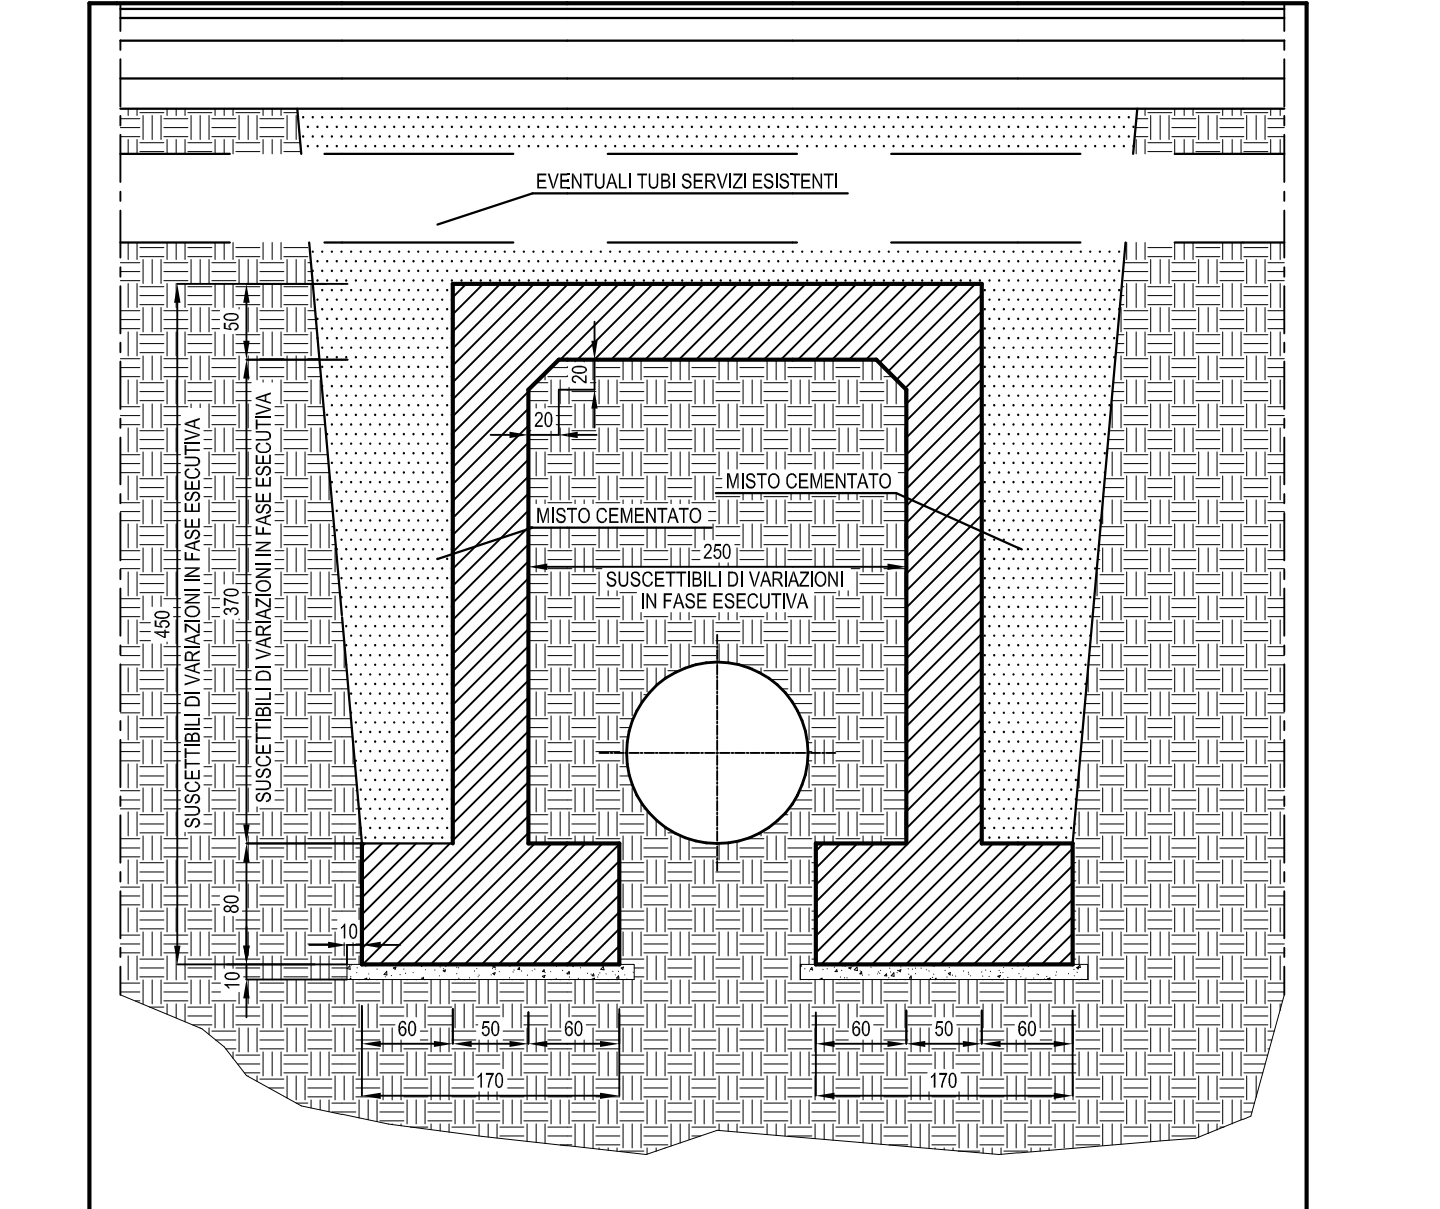 EVENTUALI TUBI SERVIZI ESISTENTI
50
20
20
MISTO CEMENTATO
MISTO CEMENTATO
250
SUSCETTIBILI DI VARIAZIONI
IN FASE ESECUTIVA
450
SUSCETTIBILI DI VARIAZIONI IN FASE ESECUTIVA
370
SUSCETTIBILI DI VARIAZIONI IN FASE ESECUTIVA
80
10
10
60 50 60
60 50 60
170
170